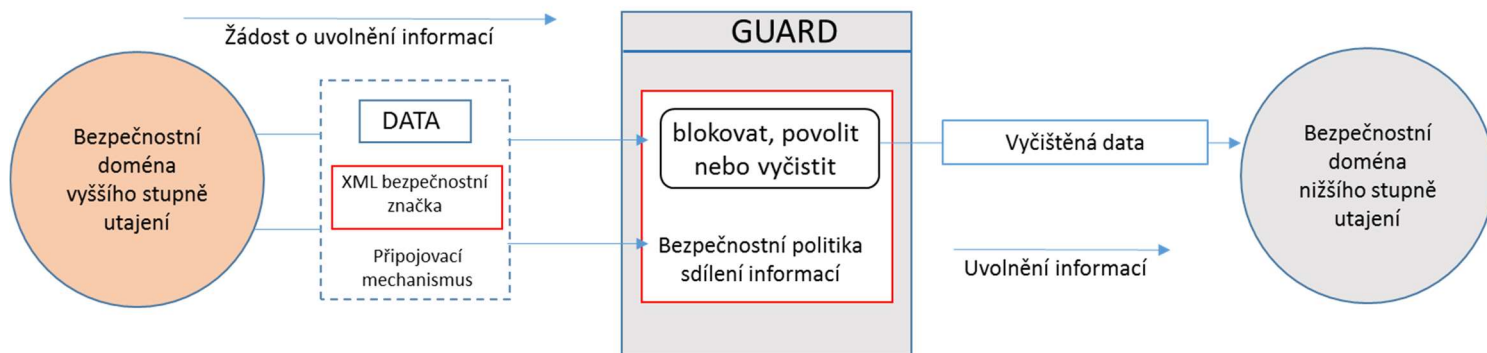 Žádost o uvolnění informací
Bezpečnostní
doména
vyššího stupně
utajení
DATA
XML bezpečnostní
značka
Připojovací
mechanismus
GUARD
blokovat, povolit
nebo vyčistit
Bezpečnostní politika
sdílení informací
Vyčištěná data
Uvolnění informací
Bezpečnostní
doména
nižšího stupně
utajení